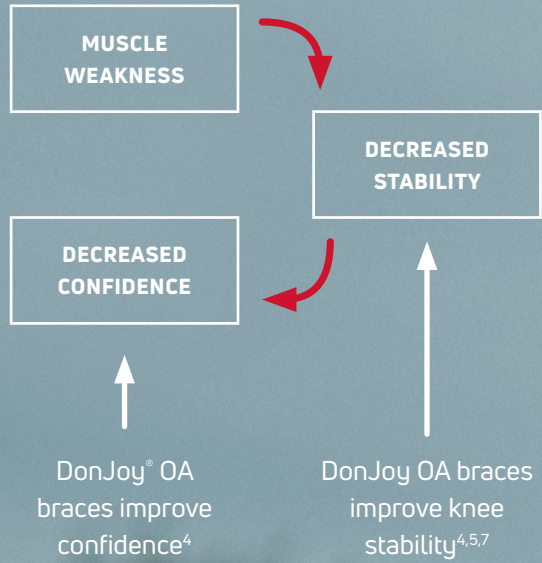 MUSCLE
WEAKNESS
DECREASED
STABILITY
DECREASED
CONFIDENCE
DonJoy® OA
braces improve
confidence⁴
DonJoy OA braces
improve knee
stability⁴,⁵,⁷